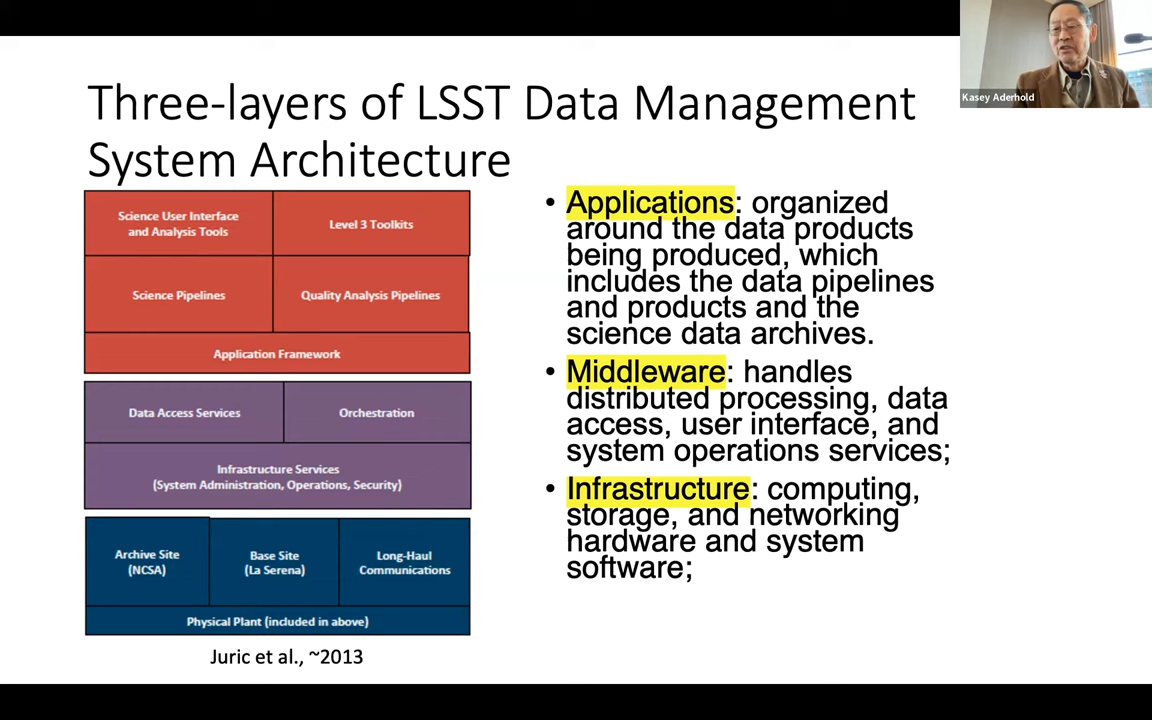 Kasey Aderhold
Three-layers of LSST Data Management
System Architecture
Science User Interface
and Analysis Tools
Level 3 Toolkits
Science Pipelines
Quality Analysis Pipelines
Application Framework
Data Access Services
Orchestration
Infrastructure Services
(System Administration, Operations, Security)
Archive Site
(NCSA)
Base Site
(La Serena)
Long-Haul
Communications
Physical Plant (included in above)
Juric et al., ~2013
• Applications: organized
around the data products
being produced, which
includes the data pipelines
and products and the
science data archives.
• Middleware: handles
distributed processing, data
access, user interface, and
system operations services;
• Infrastructure: computing,
storage, and networking
hardware and system
software;